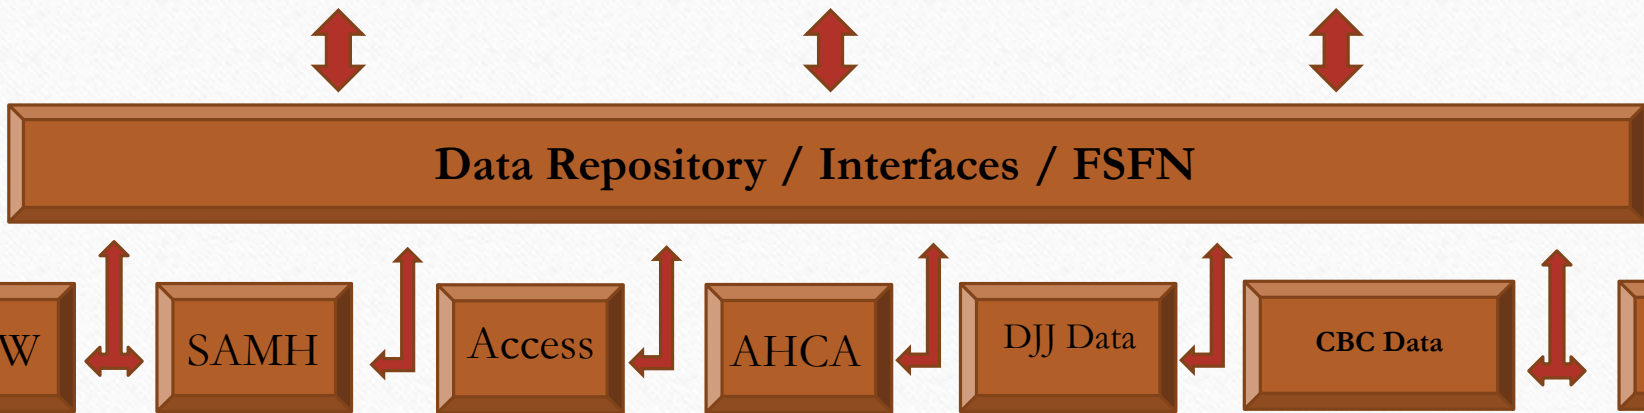 Data Repository / Interfaces / FSFN
W
SAMH
Access
AHCA
DJJ Data
CBC Data